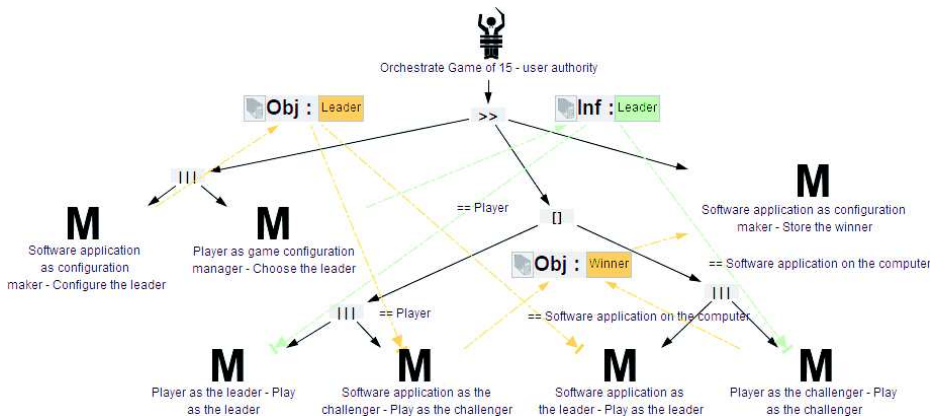 Orchestrate Game of 15 - user authority
Obj : Leader
Inf : Leader
>>
|||
M
M
M
== Player
[]
Software application
as configuration
maker - Configure the leader
Player as game configuration
manager - Choose the leader
Software application as configuration
maker - Store the winner
Obj : Winner
== Software application on the computer
|||
== Player
== Software application on the computer
|||
M
M
M
M
Player as the leader - Play
as the leader
Software application as the
challenger - Play as the challenger
Software application as
the leader - Play as the leader
Player as the challenger - Play
as the challenger